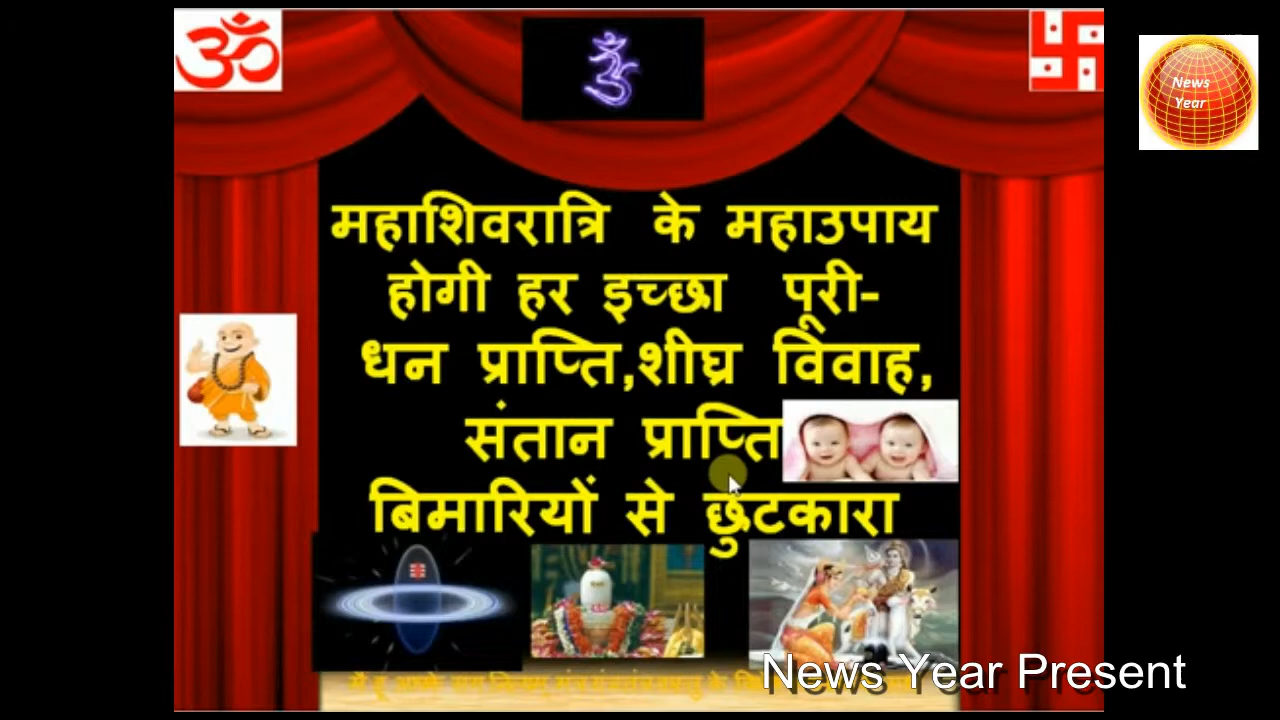 ॐ
News
Year
महाशिवरात्रि के महाउपाय
होगी हर इच्छा पूरी-
धन प्राप्ति,शीघ्र विवाह,
संतान प्राप्ति
बिमारियों से छुटकारा
News Year Present